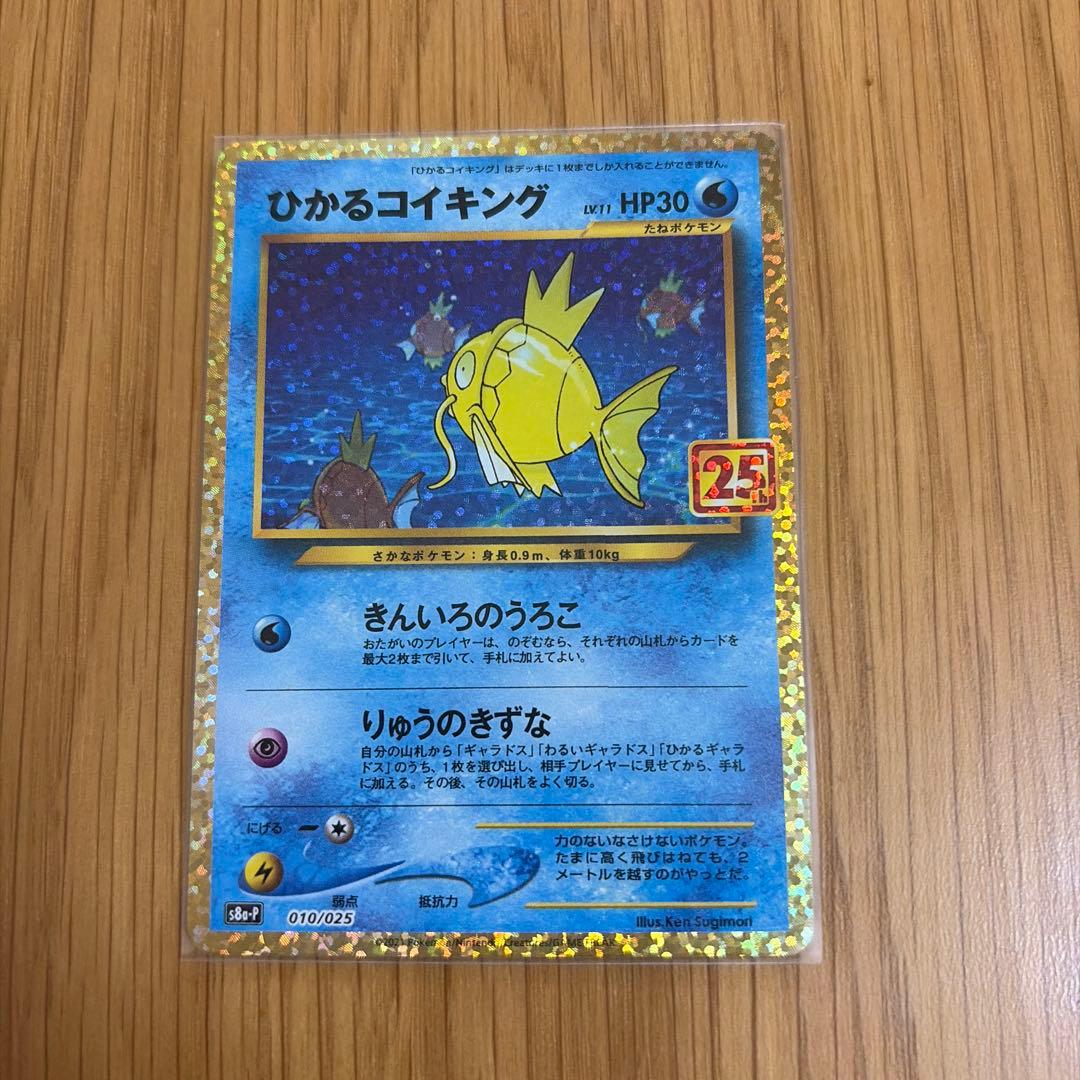 「ひかるコイキング」はデッキに1枚までしか入れることができません。
ひかるコイキング LV.11 HP30
たねポケモン
25th
さかなポケモン：身長0.9m、体重10kg
きんいろのうろこ
おたがいのプレイヤーは、のぞむなら、それぞれの山札からカードを
最大2枚まで引いて、手札に加えてよい。
りゅうのきずな
自分の山札から「ギャラドス」「わるいギャラドス」「ひかるギャラ
ドス」のうち、1枚を選び出し、相手プレイヤーに見せてから、手札
に加える。その後、その山札をよく切る。
にげる
力のないなさけないポケモン。
たまに高く飛びはねても、2
メートルを越すのがやっとだ。
弱点 抵抗力
s8a-P 010/025
Illus.Ken Sugimori
©2021 Pokémon/Nintendo/Creatures/GAME FREAK